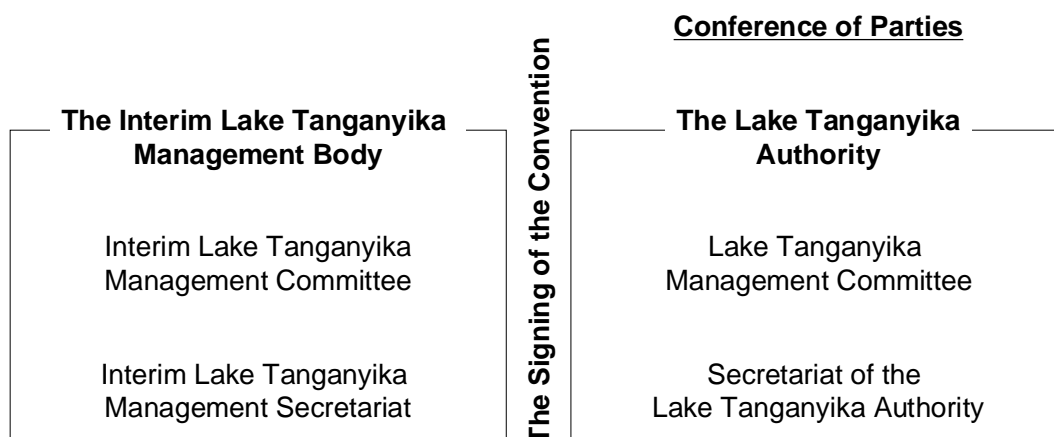 Conference of Parties
The Interim Lake Tanganyika
Management Body
Interim Lake Tanganyika
Management Committee
Interim Lake Tanganyika
Management Secretariat
The Signing of the Convention
The Lake Tanganyika
Authority
Lake Tanganyika
Management Committee
Secretariat of the
Lake Tanganyika Authority